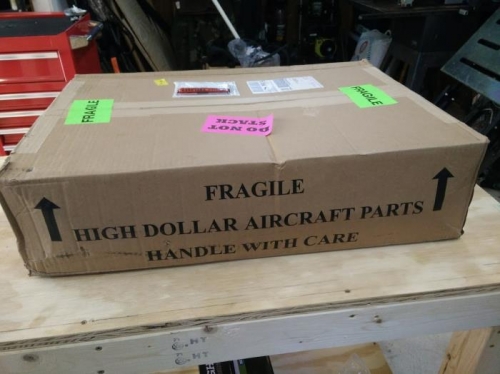 FRAGILE
FRAGILE
DO NOT
STACK
FRAGILE
HIGH DOLLAR AIRCRAFT PARTS
HANDLE WITH CARE